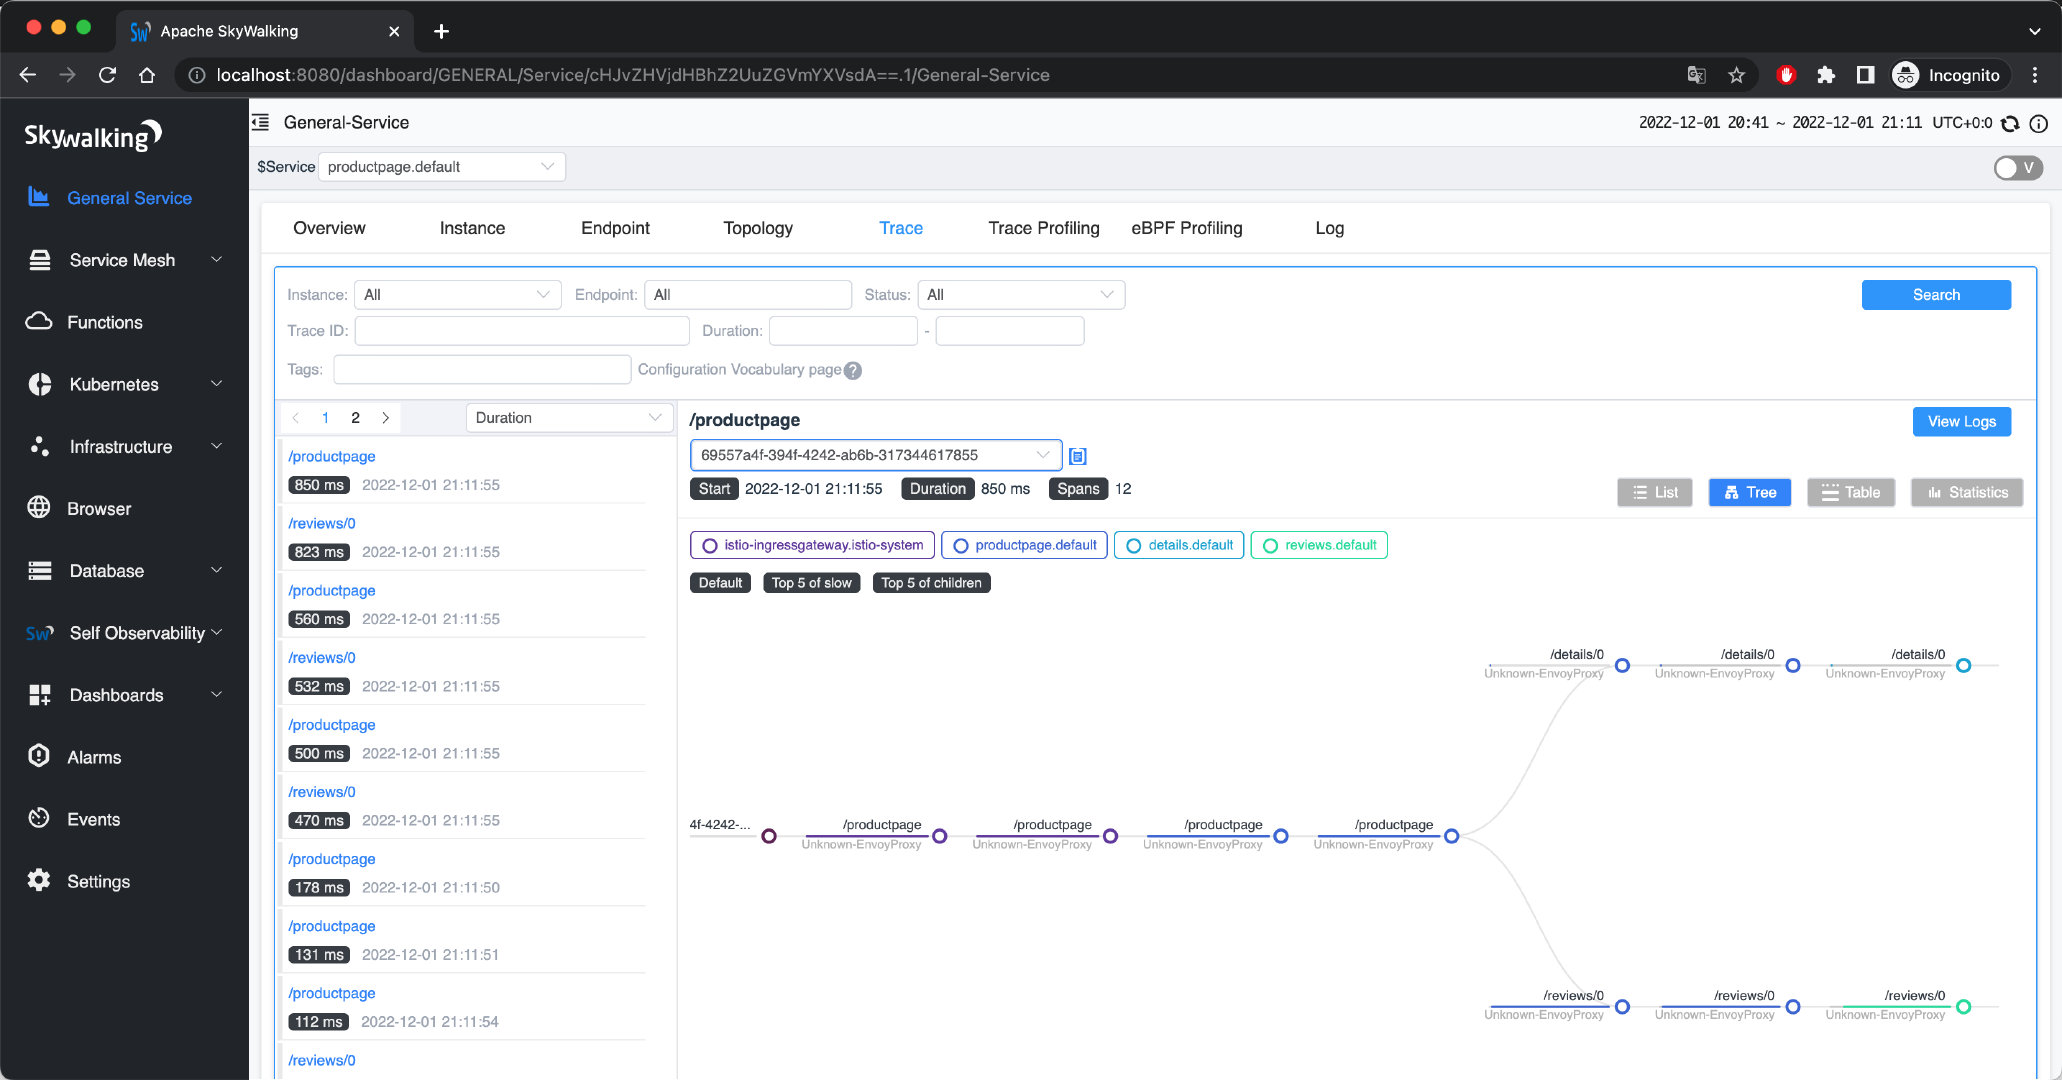 Apache SkyWalking
localhost:8080/dashboard/GENERAL/Service/cHJvZHVjdHBhZ2UuZGVmYXVsdA==.1/General-Service
Incognito
Skywalking
General Service
Service Mesh
Functions
Kubernetes
Infrastructure
Browser
Database
Self Observability
Dashboards
Alarms
Events
Settings
General-Service
2022-12-01 20:41 ~ 2022-12-01 21:11 UTC+0:0
$Service productpage.default
V
Overview Instance Endpoint Topology Trace Trace Profiling eBPF Profiling Log
Instance: All Endpoint: All Status: All Search
Trace ID: Duration: -
Tags: Configuration Vocabulary page ?
1 2 Duration
/productpage
850 ms 2022-12-01 21:11:55
/reviews/0
823 ms 2022-12-01 21:11:55
/productpage
560 ms 2022-12-01 21:11:55
/reviews/0
532 ms 2022-12-01 21:11:55
/productpage
500 ms 2022-12-01 21:11:55
/reviews/0
470 ms 2022-12-01 21:11:55
/productpage
178 ms 2022-12-01 21:11:50
/productpage
131 ms 2022-12-01 21:11:51
/productpage
112 ms 2022-12-01 21:11:54
/reviews/0
/productpage
View Logs
69557a4f-394f-4242-ab6b-317344617855
Start 2022-12-01 21:11:55 Duration 850 ms Spans 12
List Tree Table Statistics
istio-ingressgateway.istio-system productpage.default details.default reviews.default
Default Top 5 of slow Top 5 of children
/details/0 /details/0 /details/0
Unknown-EnvoyProxy Unknown-EnvoyProxy Unknown-EnvoyProxy
4f-4242-... /productpage /productpage /productpage /productpage
Unknown-EnvoyProxy Unknown-EnvoyProxy Unknown-EnvoyProxy Unknown-EnvoyProxy
/reviews/0 /reviews/0 /reviews/0
Unknown-EnvoyProxy Unknown-EnvoyProxy Unknown-EnvoyProxy